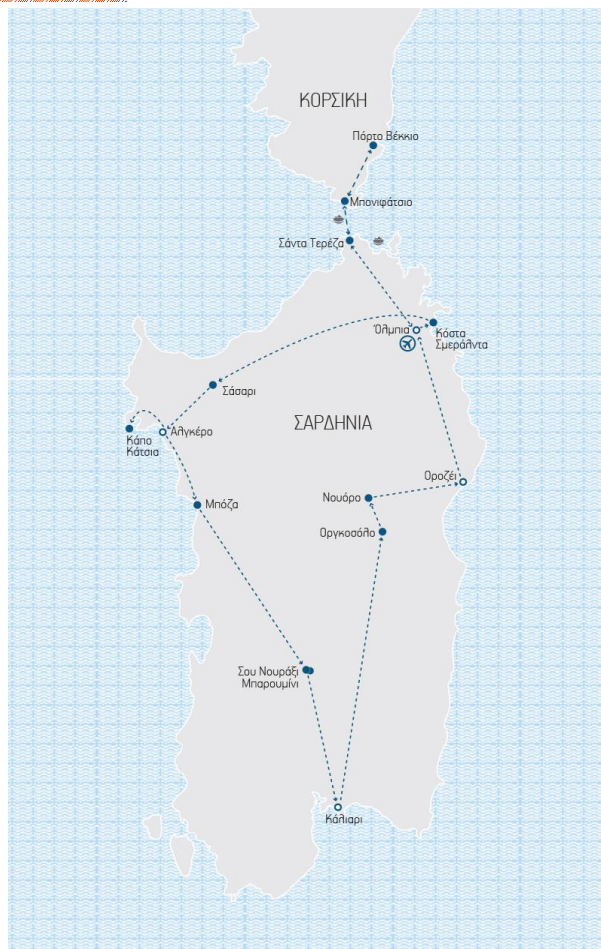 ΚΟΡΣΙΚΗ
Πόρτο Βέκκιο
Μπονιφάτσιο
Σάντα Τερέζα
Όλμπια
Κόστα
Σμεράλντα
Σάσαρι
ΣΑΡΔΗΝΙΑ
Αλγκέρο
Κάπο
Κάτσια
Οροζέι
Νουόρο
Μπόζα
Οργκοσόλο
Σου Νουράξι
Μπαρουμίνι
Κάλιαρι